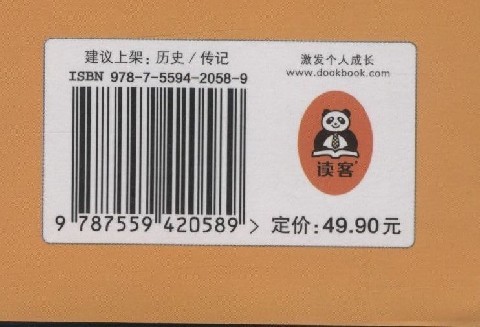 建议上架：历史／传记
ISBN 978-7-5594-2058-9
9 787559 420589 >
激发个人成长
www.dookbook.com
读客
定价：49.90元